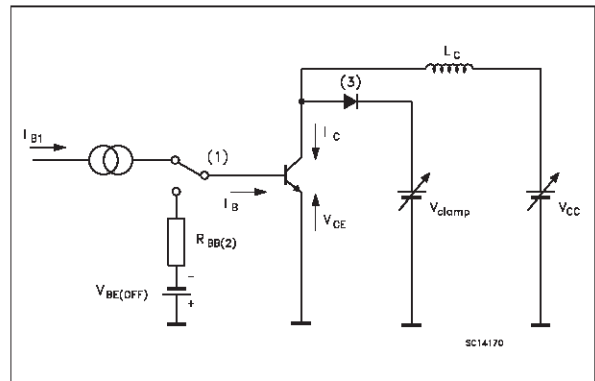 L C
(3)
I B1
(1)
I C
I B
V CE
V clamp
V CC
R BB(2)
-
V BE(OFF)
+
SC14170